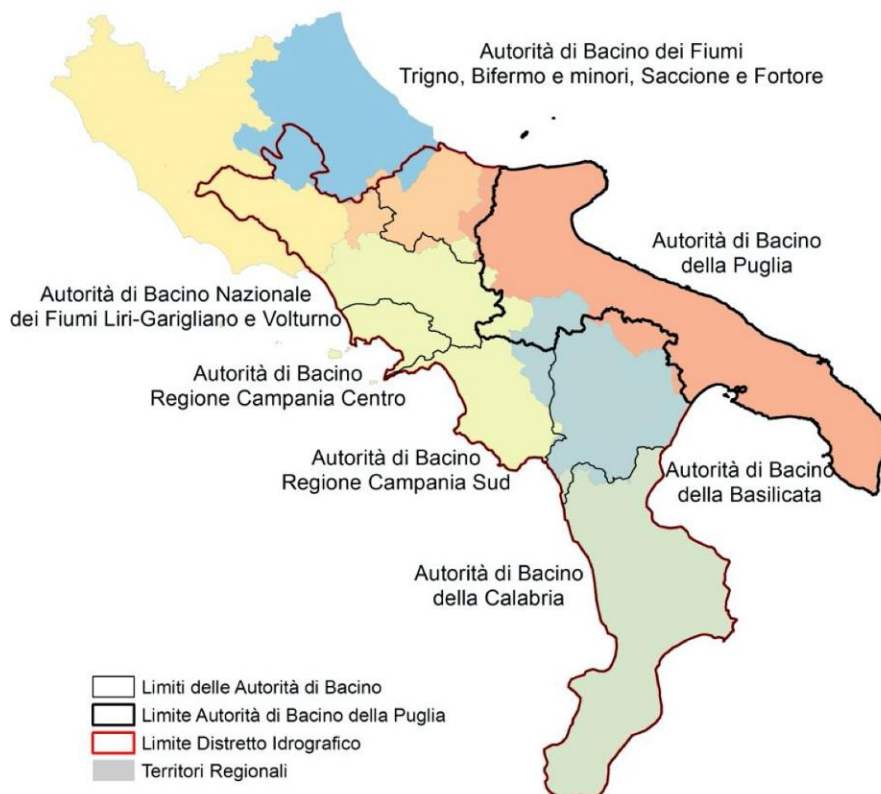 Autorità di Bacino dei Fiumi
Trigno, Bifermo e minori, Saccione e Fortore
Autorità di Bacino
della Puglia
Autorità di Bacino Nazionale
dei Fiumi Liri-Garigliano e Volturno
Autorità di Bacino
Regione Campania Centro
Autorità di Bacino
Regione Campania Sud
Autorità di Bacino
della Basilicata
Autorità di Bacino
della Calabria
Limiti delle Autorità di Bacino
Limite Autorità di Bacino della Puglia
Limite Distretto Idrografico
Territori Regionali